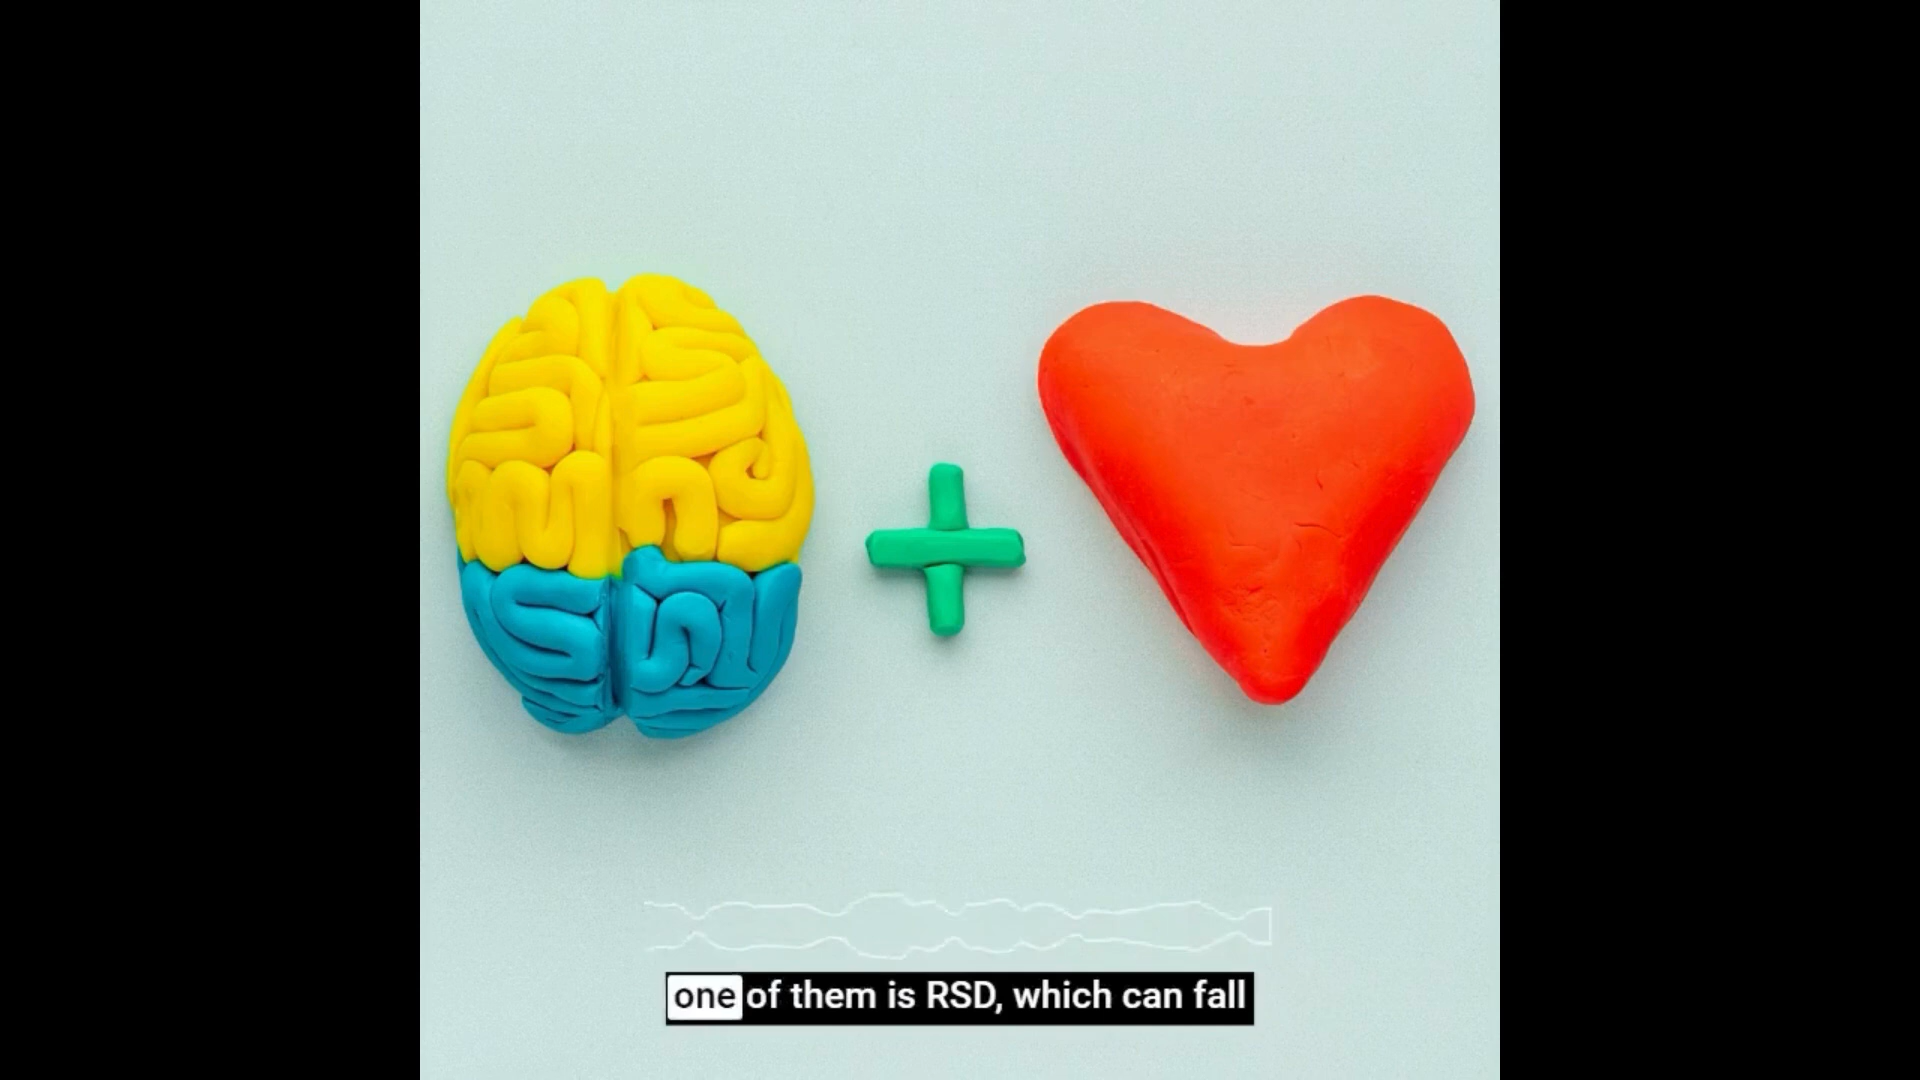 one of them is RSD, which can fall